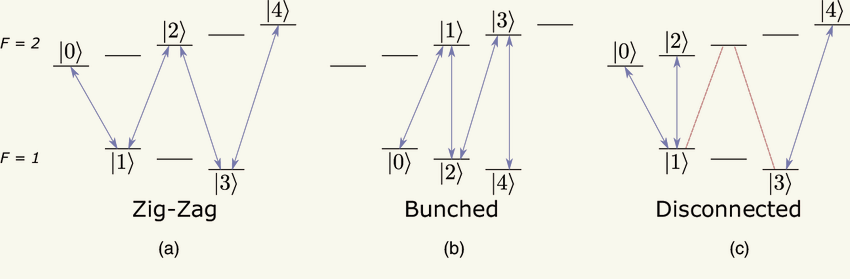 |4⟩
|3⟩
|4⟩
F = 2
|0⟩
|2⟩
|1⟩
|0⟩
|2⟩
F = 1
|1⟩
|3⟩
|0⟩
|2⟩
|4⟩
|1⟩
|3⟩
Zig-Zag
Bunched
Disconnected
(a)
(b)
(c)